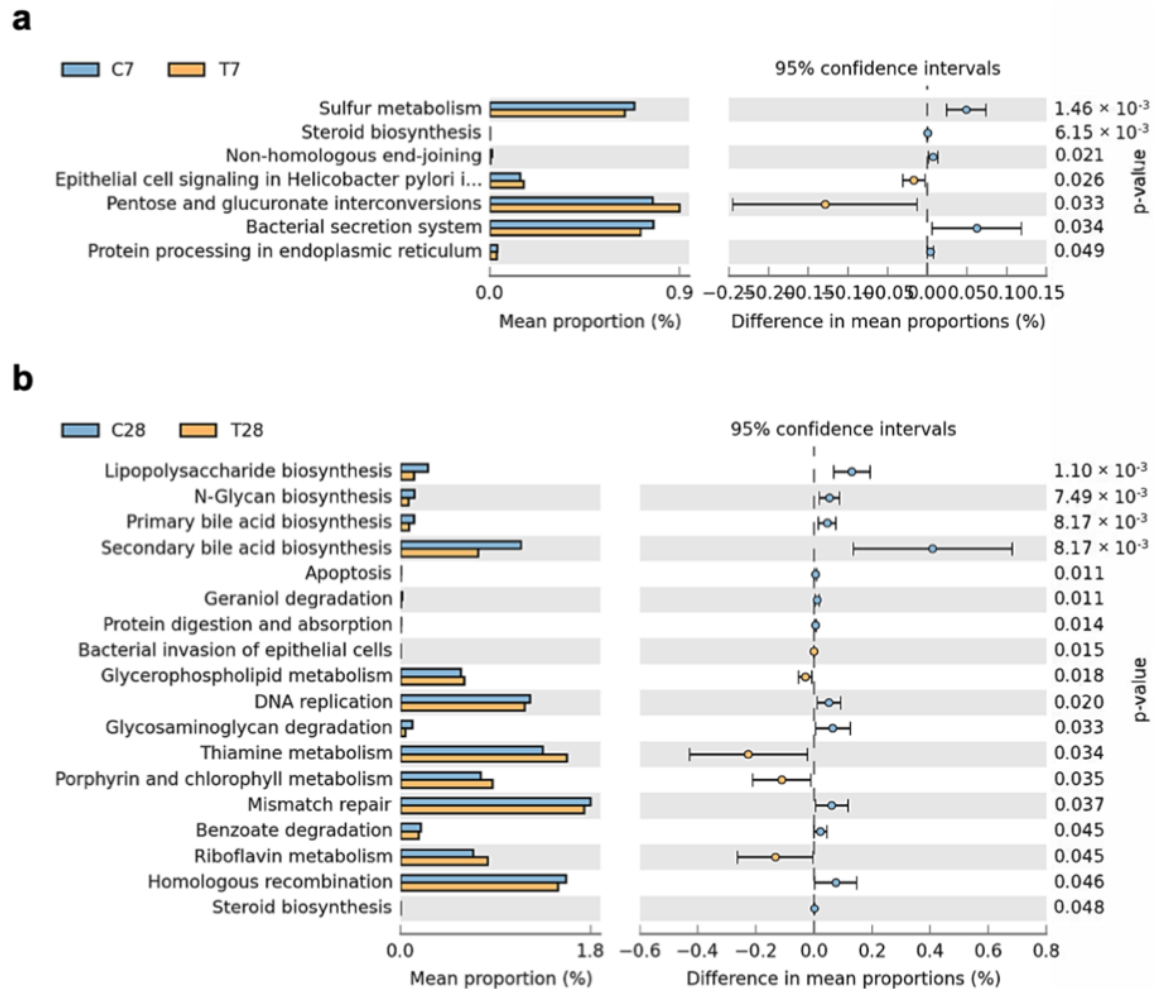 a
C7 T7
95% confidence intervals
Sulfur metabolism 1.46 × 10-3
Steroid biosynthesis 6.15 × 10-3
Non-homologous end-joining 0.021
Epithelial cell signaling in Helicobacter pylori i... 0.026
Pentose and glucuronate interconversions 0.033
Bacterial secretion system 0.034
Protein processing in endoplasmic reticulum 0.049
p-value
0.0 0.9 −0.25−0.20−0.15−0.10−0.050.000.050.100.15
Mean proportion (%) Difference in mean proportions (%)
b
C28 T28
95% confidence intervals
Lipopolysaccharide biosynthesis 1.10 × 10-3
N-Glycan biosynthesis 7.49 × 10-3
Primary bile acid biosynthesis 8.17 × 10-3
Secondary bile acid biosynthesis 8.17 × 10-3
Apoptosis 0.011
Geraniol degradation 0.011
Protein digestion and absorption 0.014
Bacterial invasion of epithelial cells 0.015
Glycerophospholipid metabolism 0.018
DNA replication 0.020
Glycosaminoglycan degradation 0.033
Thiamine metabolism 0.034
Porphyrin and chlorophyll metabolism 0.035
Mismatch repair 0.037
Benzoate degradation 0.045
Riboflavin metabolism 0.045
Homologous recombination 0.046
Steroid biosynthesis 0.048
p-value
0.0 1.8 −0.6 −0.4 −0.2 0.0 0.2 0.4 0.6 0.8
Mean proportion (%) Difference in mean proportions (%)